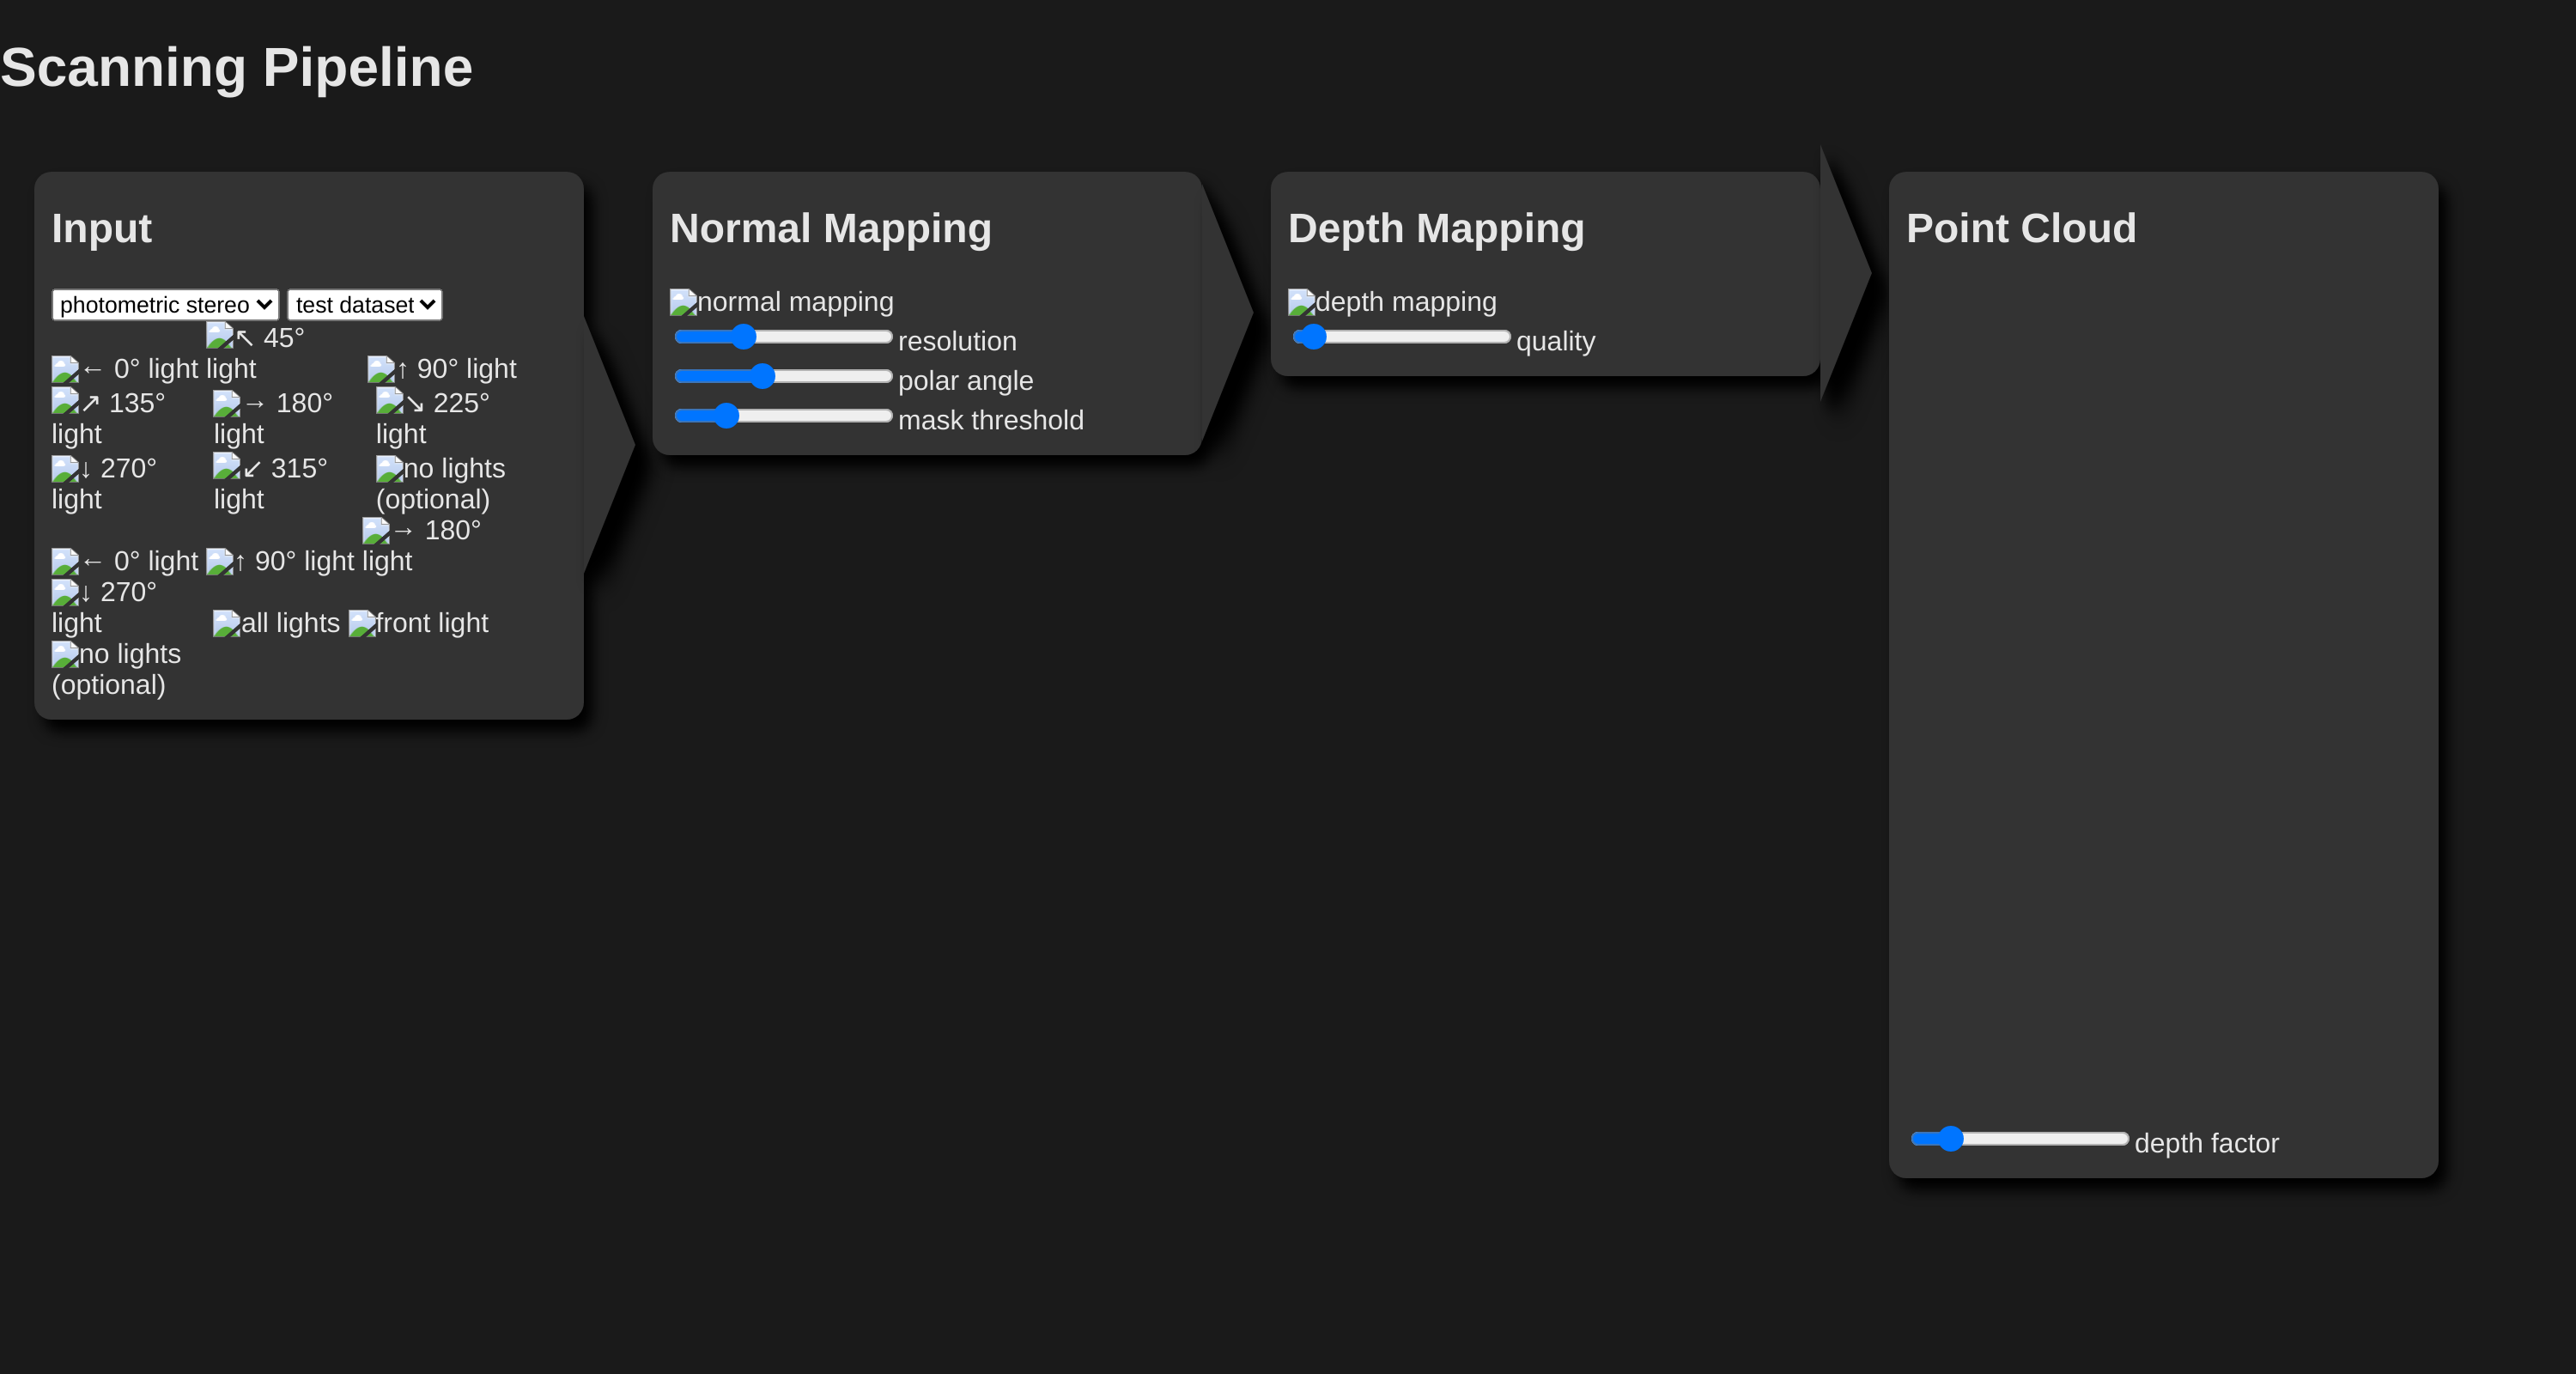 Scanning Pipeline
Input
photometric stereo test dataset
↖ 45°
← 0° light light ↑ 90° light
↗ 135° → 180° ↘ 225°
light light light
↓ 270° ↙ 315° no lights
light light (optional)
→ 180°
← 0° light ↑ 90° light light
↓ 270°
light all lights front light
no lights
(optional)
Normal Mapping
normal mapping
resolution
polar angle
mask threshold
Depth Mapping
depth mapping
quality
Point Cloud
depth factor